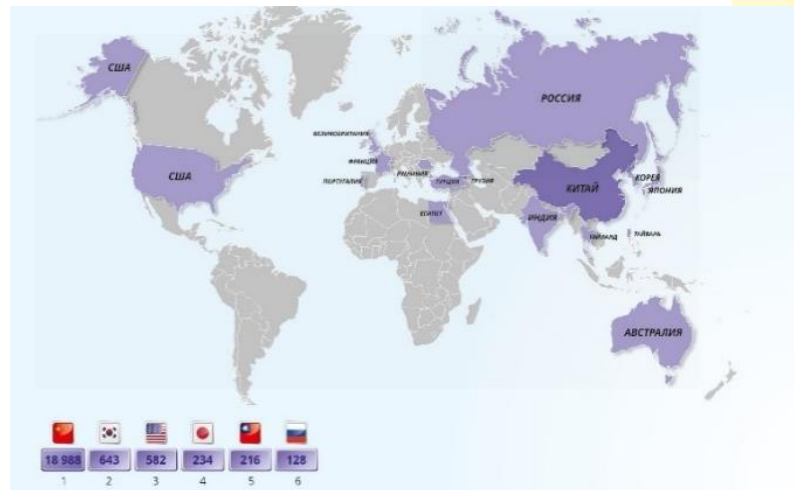 США
РОССИЯ
ВЕЛИКОБРИТАНИЯ
ФРАНЦИЯ
РУМЫНИЯ
США
ПОРТУГАЛИЯ
ТУРЦИЯ
ГРУЗИЯ
КИТАЙ
КОРЕЯ
ЯПОНИЯ
ЕГИПЕТ
ИНДИЯ
ТАЙЛАНД
ТАЙВАНЬ
АВСТРАЛИЯ
18 988 643 582 234 216 128
1 2 3 4 5 6